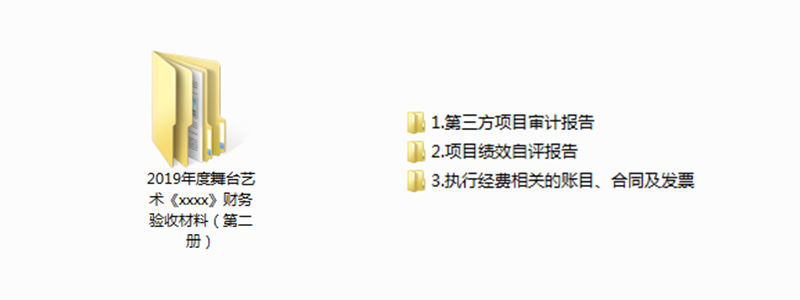 2019年度舞台艺
术《xxxx》财务
验收材料（第二
册）
1.第三方项目审计报告
2.项目绩效自评报告
3.执行经费相关的账目、合同及发票